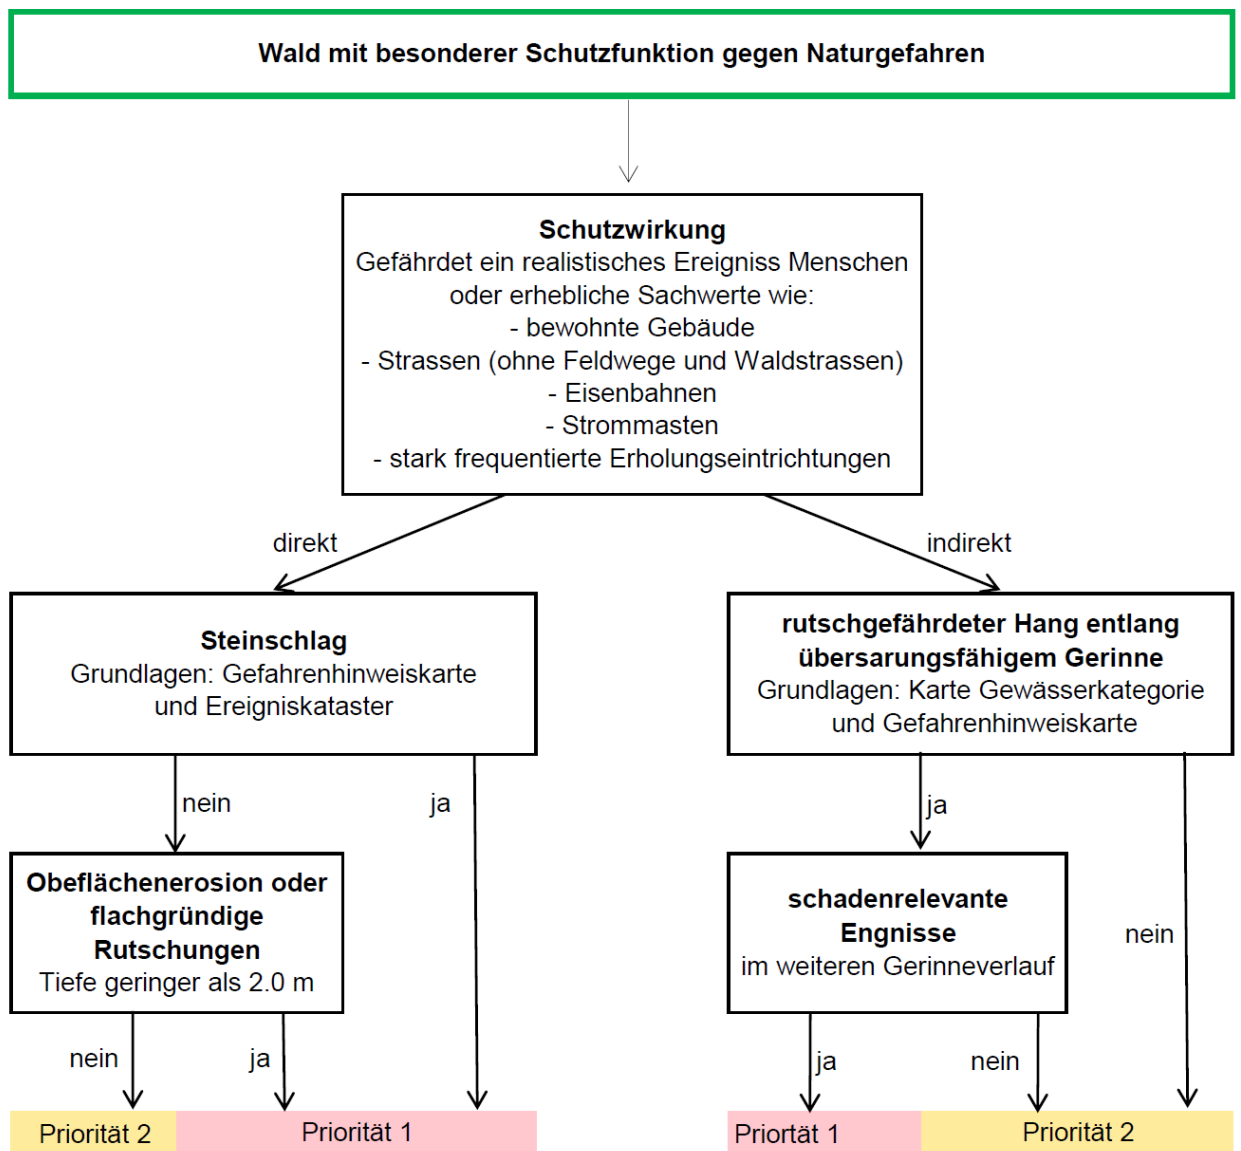 Wald mit besonderer Schutzfunktion gegen Naturgefahren
Schutzwirkung
Gefährdet ein realistisches Ereigniss Menschen
oder erhebliche Sachwerte wie:
- bewohnte Gebäude
- Strassen (ohne Feldwege und Waldstrassen)
- Eisenbahnen
- Strommasten
- stark frequentierte Erholungseintrichtungen
direkt
indirekt
Steinschlag
Grundlagen: Gefahrenhinweiskarte
und Ereigniskataster
rutschgefährdeter Hang entlang
übersarungsfähigem Gerinne
Grundlagen: Karte Gewässerkategorie
und Gefahrenhinweiskarte
nein
ja
ja
nein
Obeflächenerosion oder
flachgründige
Rutschungen
Tiefe geringer als 2.0 m
schadenrelevante
Engnisse
im weiteren Gerinneverlauf
nein
ja
ja
nein
Priorität 2
Priorität 1
Priortät 1
Priorität 2